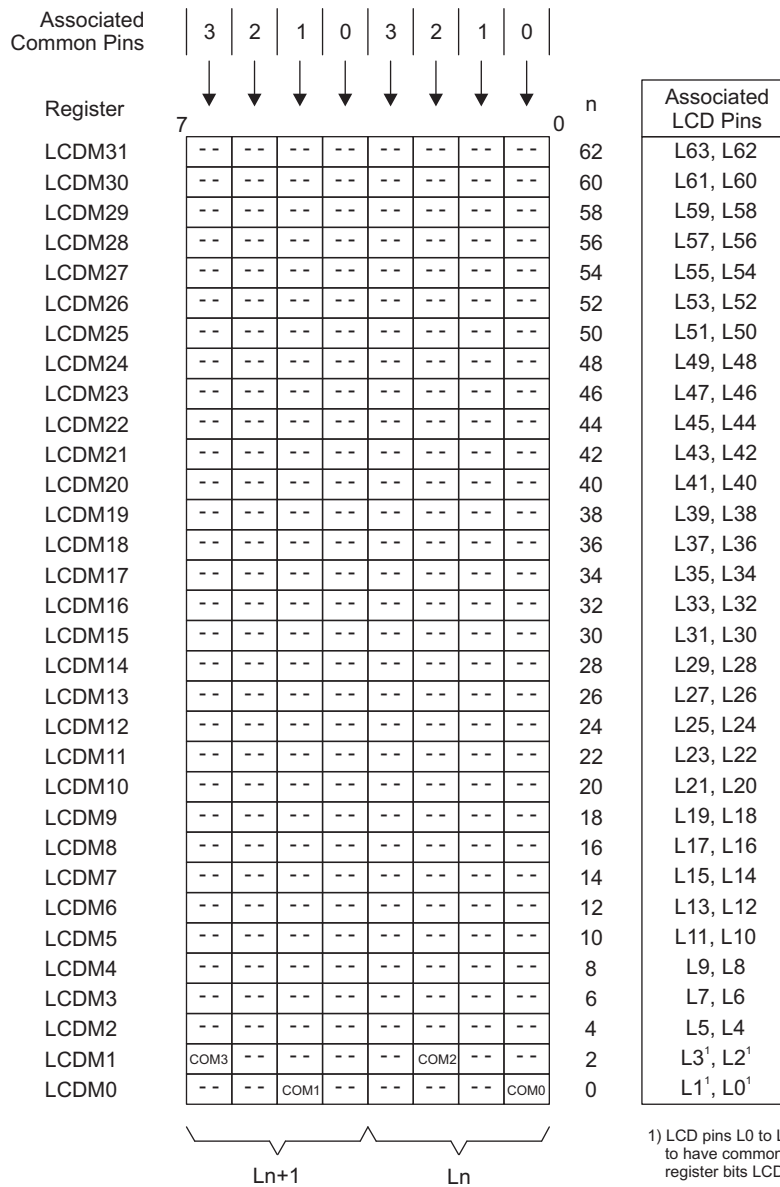 Associated
Common Pins 3 2 1 0 3 2 1 0
Register 7 0 n Associated
LCD Pins
LCDM31 -- -- -- -- -- -- -- -- 62 L63, L62
LCDM30 -- -- -- -- -- -- -- -- 60 L61, L60
LCDM29 -- -- -- -- -- -- -- -- 58 L59, L58
LCDM28 -- -- -- -- -- -- -- -- 56 L57, L56
LCDM27 -- -- -- -- -- -- -- -- 54 L55, L54
LCDM26 -- -- -- -- -- -- -- -- 52 L53, L52
LCDM25 -- -- -- -- -- -- -- -- 50 L51, L50
LCDM24 -- -- -- -- -- -- -- -- 48 L49, L48
LCDM23 -- -- -- -- -- -- -- -- 46 L47, L46
LCDM22 -- -- -- -- -- -- -- -- 44 L45, L44
LCDM21 -- -- -- -- -- -- -- -- 42 L43, L42
LCDM20 -- -- -- -- -- -- -- -- 40 L41, L40
LCDM19 -- -- -- -- -- -- -- -- 38 L39, L38
LCDM18 -- -- -- -- -- -- -- -- 36 L37, L36
LCDM17 -- -- -- -- -- -- -- -- 34 L35, L34
LCDM16 -- -- -- -- -- -- -- -- 32 L33, L32
LCDM15 -- -- -- -- -- -- -- -- 30 L31, L30
LCDM14 -- -- -- -- -- -- -- -- 28 L29, L28
LCDM13 -- -- -- -- -- -- -- -- 26 L27, L26
LCDM12 -- -- -- -- -- -- -- -- 24 L25, L24
LCDM11 -- -- -- -- -- -- -- -- 22 L23, L22
LCDM10 -- -- -- -- -- -- -- -- 20 L21, L20
LCDM9 -- -- -- -- -- -- -- -- 18 L19, L18
LCDM8 -- -- -- -- -- -- -- -- 16 L17, L16
LCDM7 -- -- -- -- -- -- -- -- 14 L15, L14
LCDM6 -- -- -- -- -- -- -- -- 12 L13, L12
LCDM5 -- -- -- -- -- -- -- -- 10 L11, L10
LCDM4 -- -- -- -- -- -- -- -- 8 L9, L8
LCDM3 -- -- -- -- -- -- -- -- 6 L7, L6
LCDM2 -- -- -- -- -- -- -- -- 4 L5, L4
LCDM1 COM3 -- -- -- -- COM2 -- -- 2 L3¹, L2¹
LCDM0 -- -- COM1 -- -- -- -- COM0 0 L1¹, L0¹
Ln+1 Ln
1) LCD pins L0 to L
to have common
register bits LCD